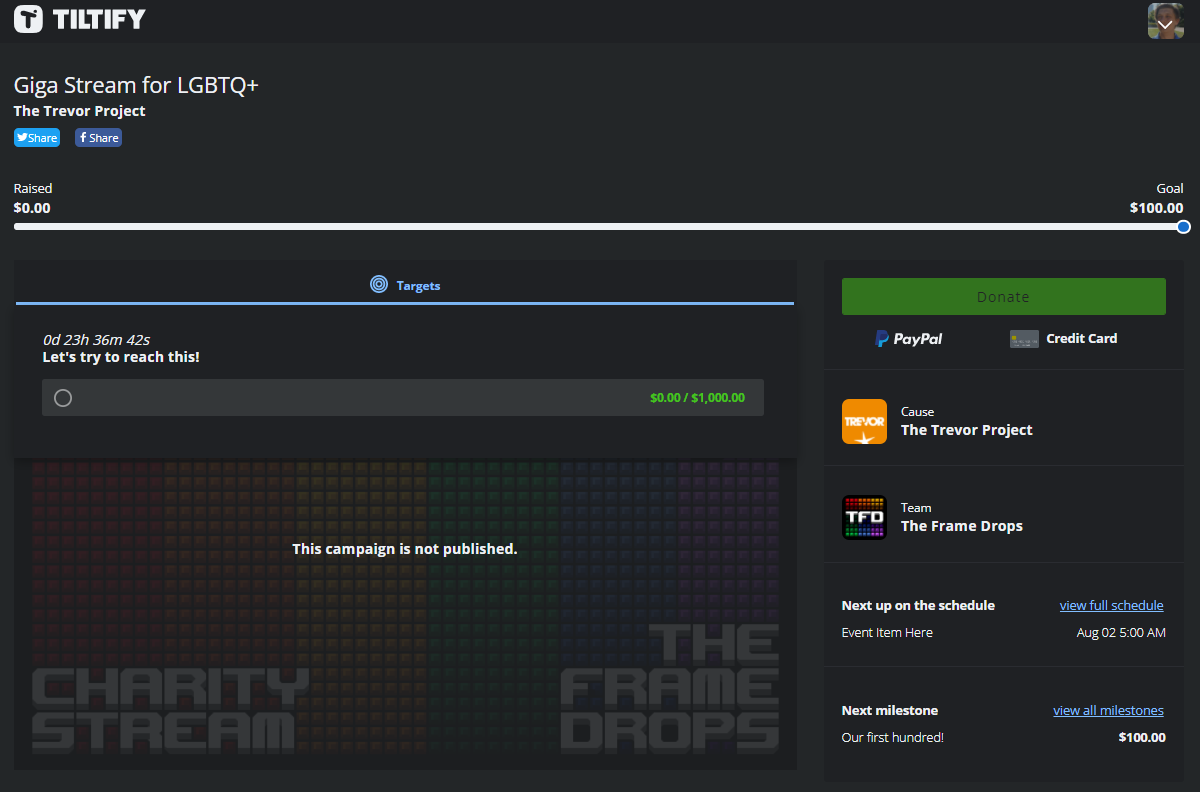 TILTIFY
Giga Stream for LGBTQ+
The Trevor Project
Share
Share
Raised
Goal
$0.00
$100.00
Targets
0d 23h 36m 42s
Let's try to reach this!
$0.00 / $1,000.00
This campaign is not published.
CHARITY
STREAM
THE
FRAME
DROPS
Donate
PayPal
Credit Card
TREVOR
Cause
The Trevor Project
TFD
Team
The Frame Drops
Next up on the schedule
view full schedule
Event Item Here
Aug 02 5:00 AM
Next milestone
view all milestones
Our first hundred!
$100.00